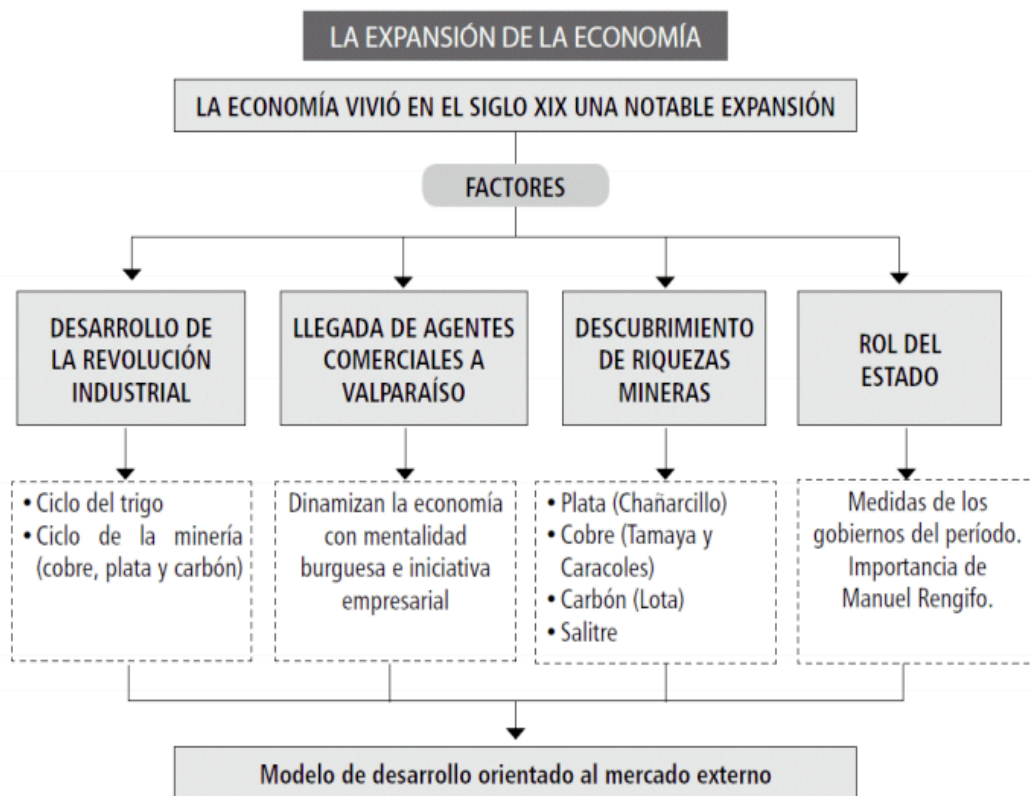 LA EXPANSIÓN DE LA ECONOMÍA
LA ECONOMÍA VIVIÓ EN EL SIGLO XIX UNA NOTABLE EXPANSIÓN
FACTORES
DESARROLLO DE
LA REVOLUCIÓN
INDUSTRIAL
• Ciclo del trigo
• Ciclo de la minería
(cobre, plata y carbón)
LLEGADA DE AGENTES
COMERCIALES A
VALPARAÍSO
Dinamizan la economía
con mentalidad
burguesa e iniciativa
empresarial
DESCUBRIMIENTO
DE RIQUEZAS
MINERAS
• Plata (Chañarcillo)
• Cobre (Tamaya y
Caracoles)
• Carbón (Lota)
• Salitre
ROL DEL
ESTADO
Medidas de los
gobiernos del período.
Importancia de
Manuel Rengifo.
Modelo de desarrollo orientado al mercado externo